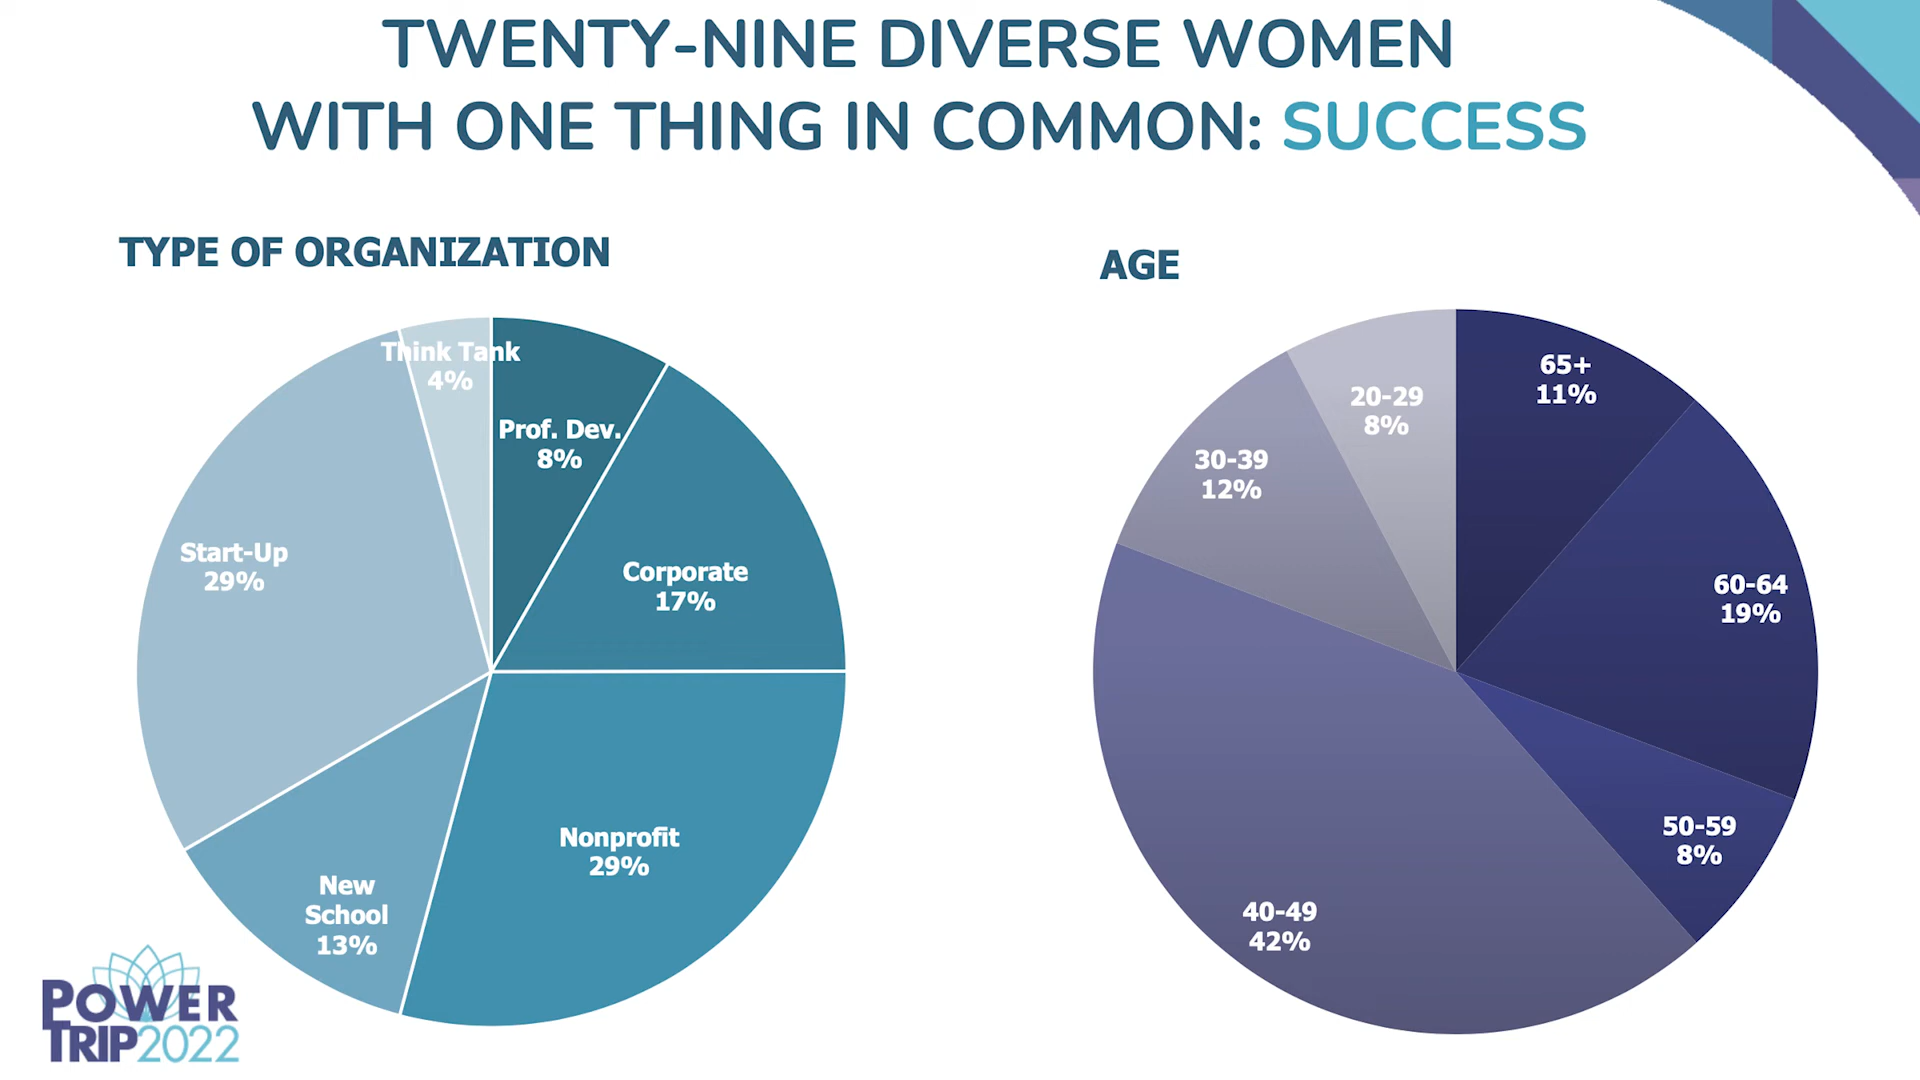 TWENTY-NINE DIVERSE WOMEN
WITH ONE THING IN COMMON: SUCCESS
TYPE OF ORGANIZATION
Think Tank
4%
Prof. Dev.
8%
Corporate
17%
Nonprofit
29%
New
School
13%
Start-Up
29%
AGE
65+
11%
60-64
19%
50-59
8%
40-49
42%
30-39
12%
20-29
8%
POWER
TRIP2022